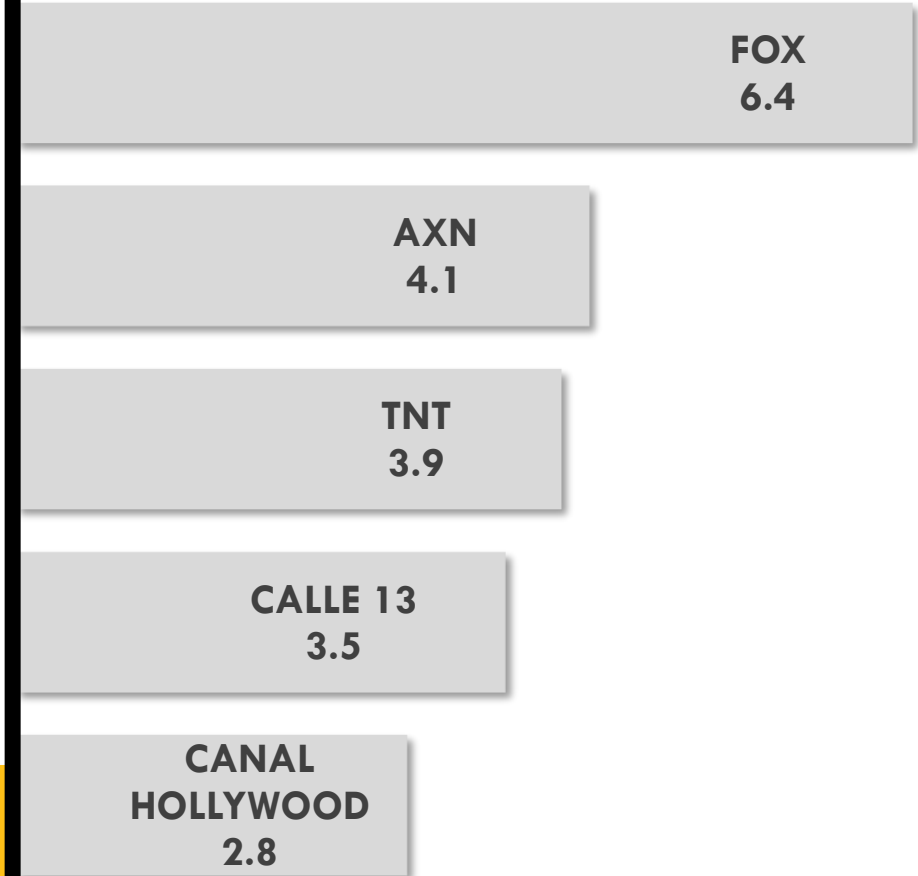 FOX
6.4
AXN
4.1
TNT
3.9
CALLE 13
3.5
CANAL
HOLLYWOOD
2.8